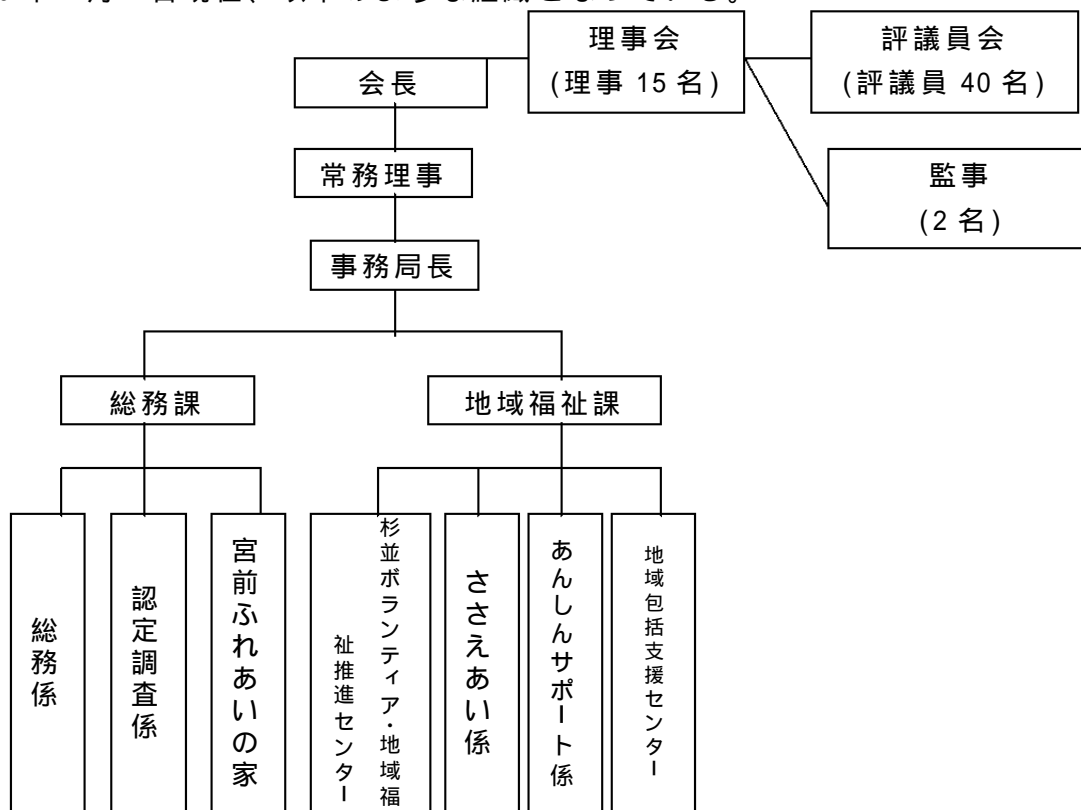 理事会
(理事 15 名)
評議員会
(評議員 40 名)
会長
監事
(2 名)
常務理事
事務局長
総務課
地域福祉課
総務係
認定調査係
宮前ふれあいの家
杉並ボランティア・地域福
祉推進センター
ささえあい係
あんしんサポート係
地域包括支援センター